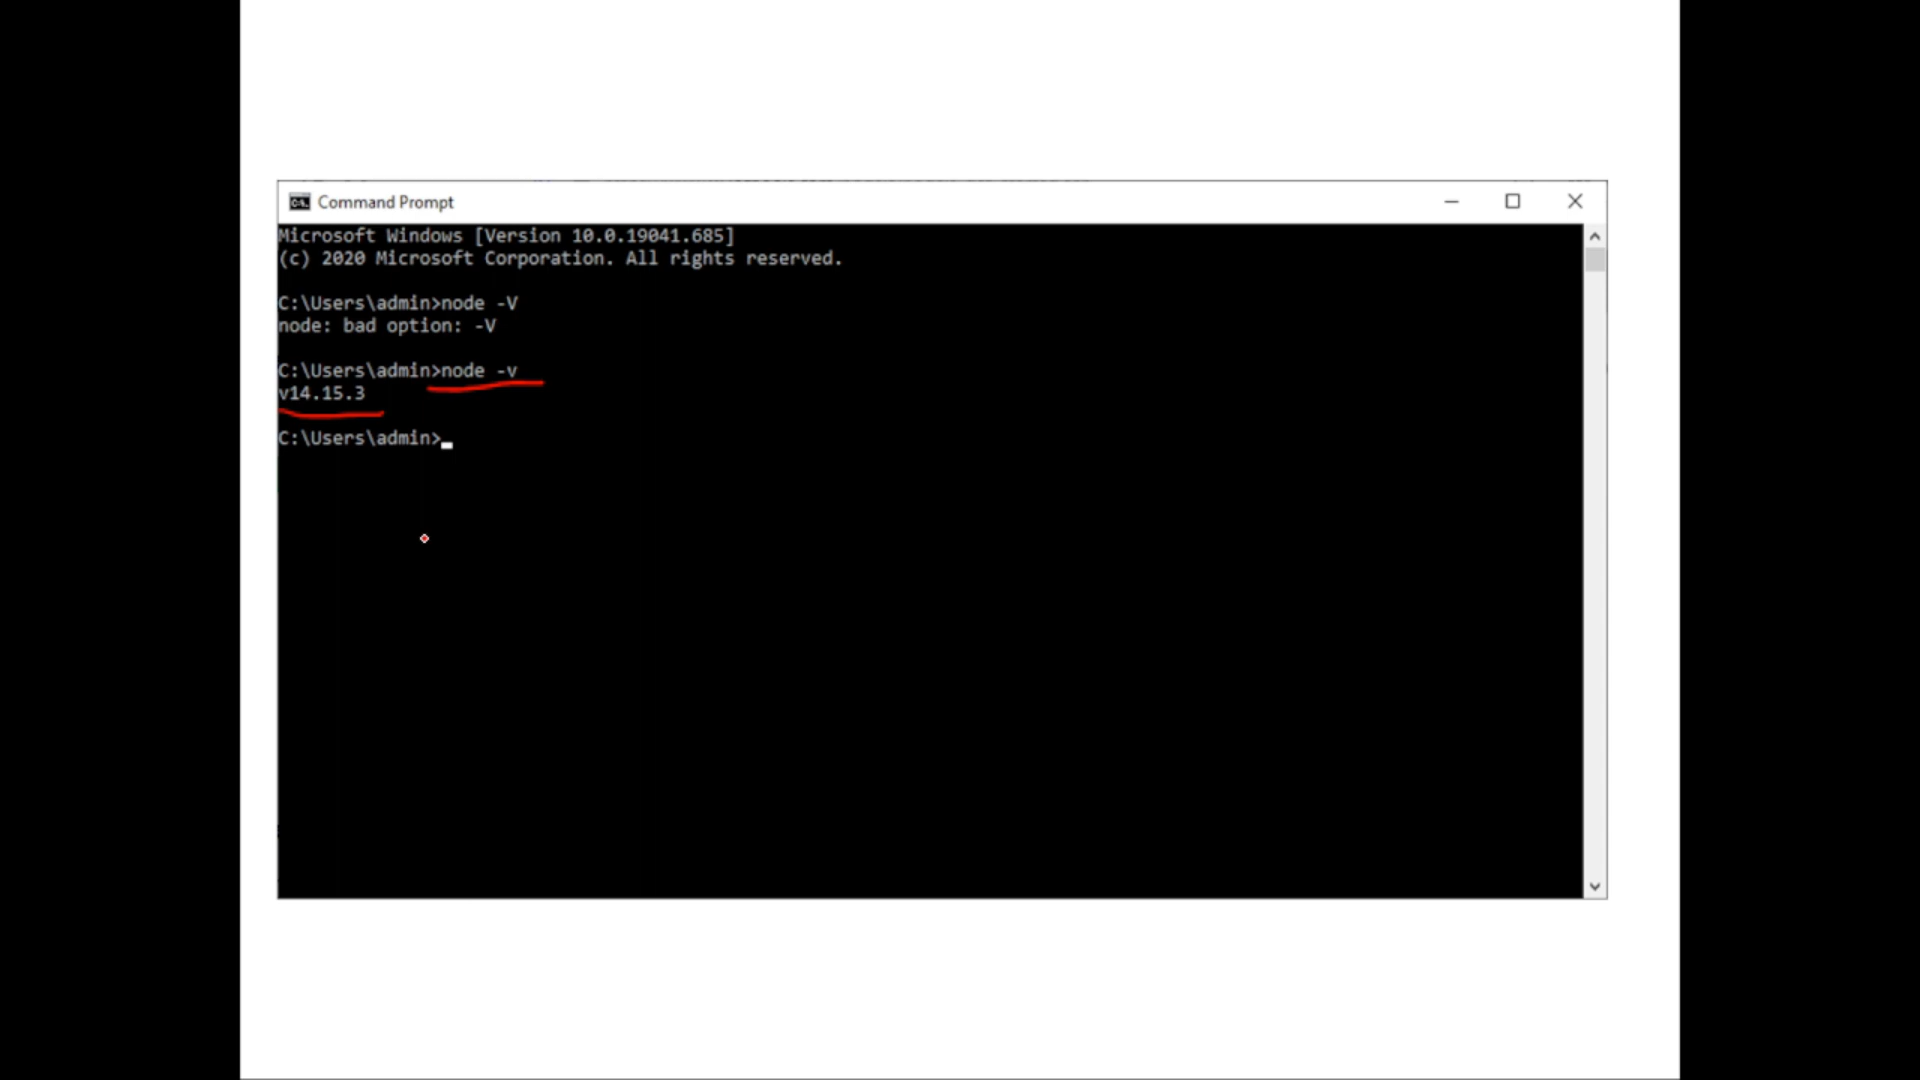 Command Prompt
Microsoft Windows [Version 10.0.19041.685]
(c) 2020 Microsoft Corporation. All rights reserved.
C:\Users\admin>node -V
node: bad option: -V
C:\Users\admin>node -v
v14.15.3
C:\Users\admin>